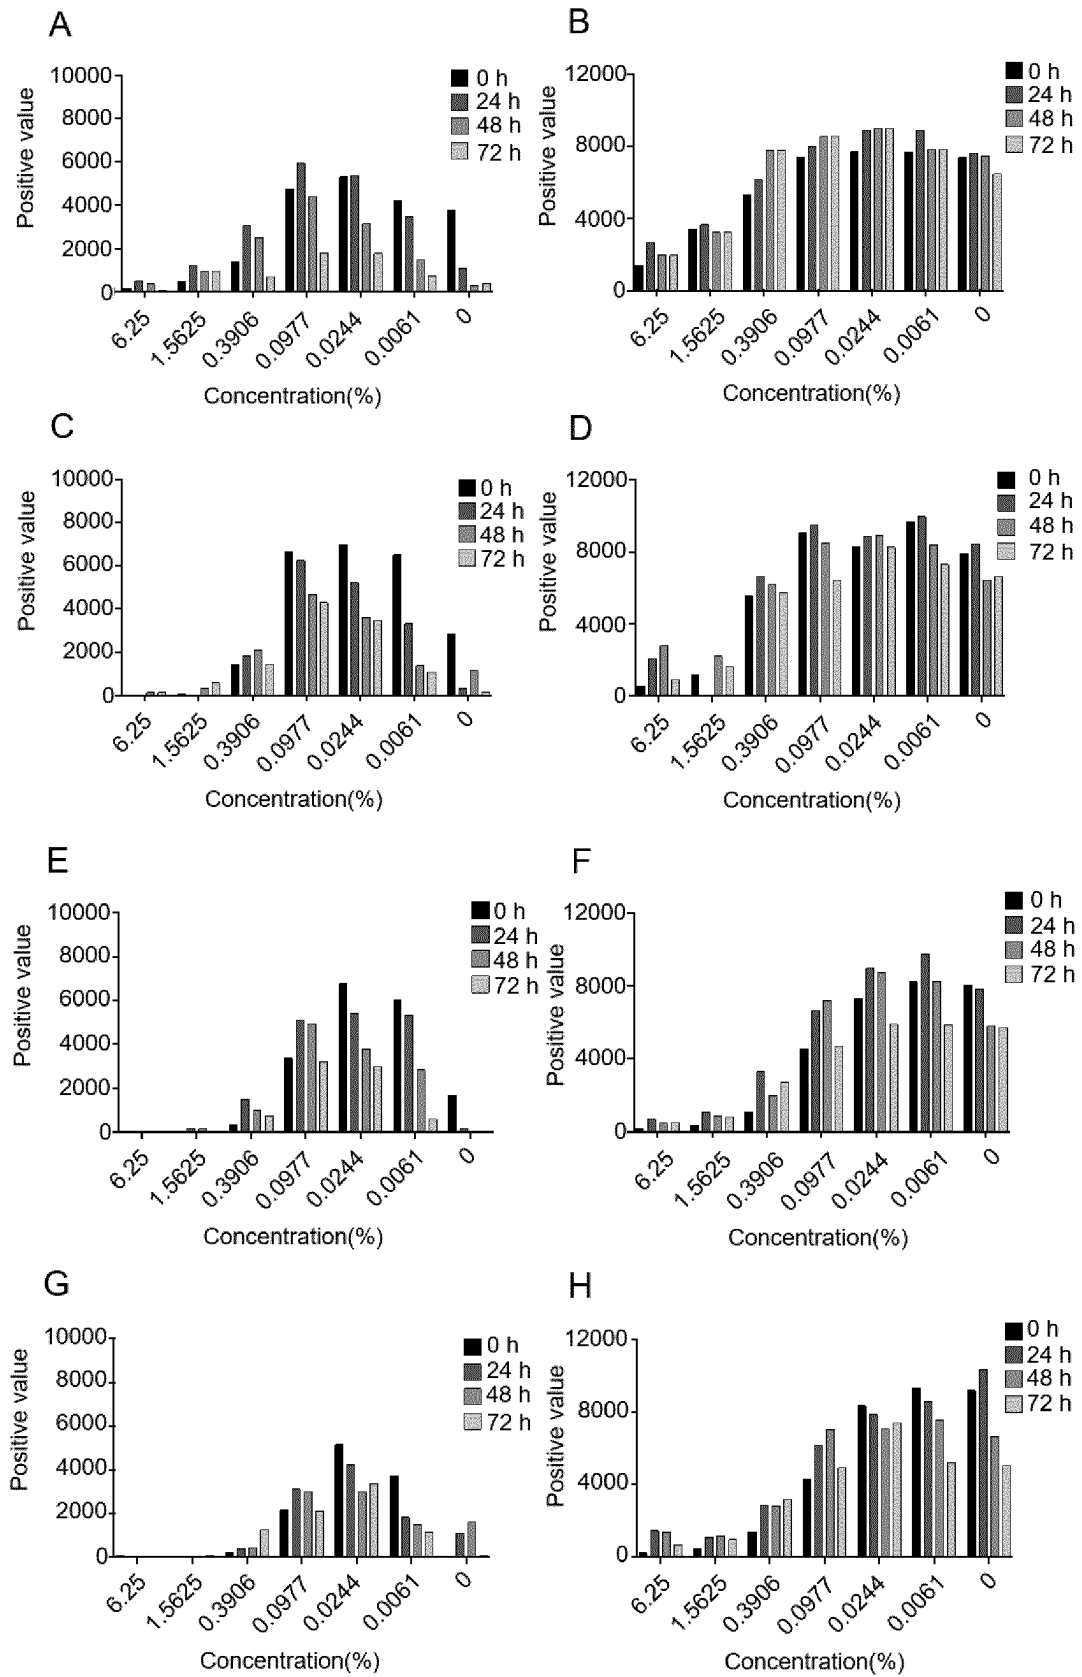 A
10000
8000
6000
4000
2000
0
Positive value
0 h
24 h
48 h
72 h
6.25
1.5625
0.3906
0.0977
0.0244
0.0061
0
Concentration(%)
B
12000
8000
4000
0
Positive value
0 h
24 h
48 h
72 h
6.25
1.5625
0.3906
0.0977
0.0244
0.0061
0
Concentration(%)
C
10000
8000
6000
4000
2000
0
Positive value
0 h
24 h
48 h
72 h
6.25
1.5625
0.3906
0.0977
0.0244
0.0061
0
Concentration(%)
D
12000
8000
4000
0
Positive value
0 h
24 h
48 h
72 h
6.25
1.5625
0.3906
0.0977
0.0244
0.0061
0
Concentration(%)
E
10000
8000
6000
4000
2000
0
Positive value
0 h
24 h
48 h
72 h
6.25
1.5625
0.3906
0.0977
0.0244
0.0061
0
Concentration(%)
F
12000
8000
4000
0
Positive value
0 h
24 h
48 h
72 h
6.25
1.5625
0.3906
0.0977
0.0244
0.0061
0
Concentration(%)
G
10000
8000
6000
4000
2000
0
Positive value
0 h
24 h
48 h
72 h
6.25
1.5625
0.3906
0.0977
0.0244
0.0061
0
Concentration(%)
H
12000
8000
4000
0
Positive value
0 h
24 h
48 h
72 h
6.25
1.5625
0.3906
0.0977
0.0244
0.0061
0
Concentration(%)